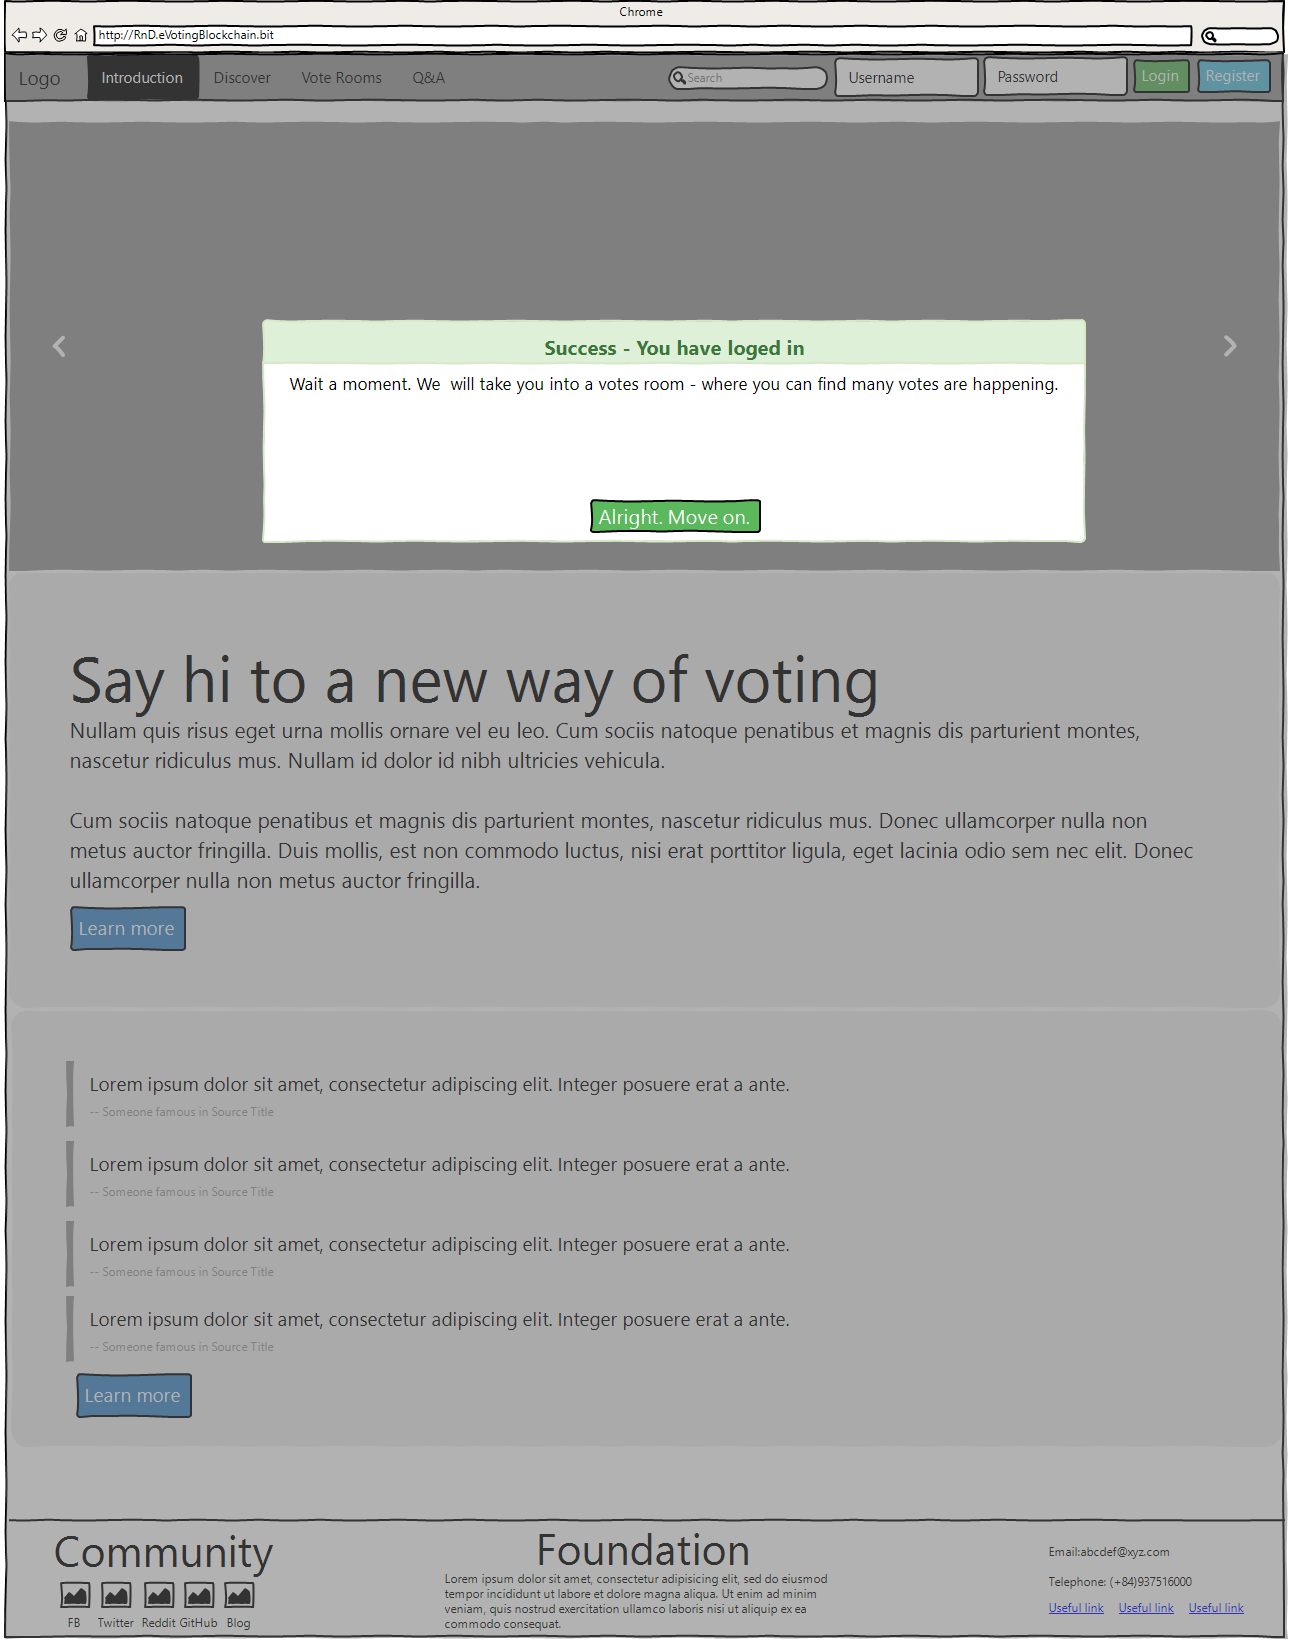 Chrome
http://RnD.eVotingBlockchain.bit
Logo Introduction Discover Vote Rooms Q&A Search Username Password Login Register
Success - You have loged in
Wait a moment. We  will take you into a votes room - where you can find many votes are happening.
Alright. Move on.
Say hi to a new way of voting
Nullam quis risus eget urna mollis ornare vel eu leo. Cum sociis natoque penatibus et magnis dis parturient montes,
nascetur ridiculus mus. Nullam id dolor id nibh ultricies vehicula.
Cum sociis natoque penatibus et magnis dis parturient montes, nascetur ridiculus mus. Donec ullamcorper nulla non
metus auctor fringilla. Duis mollis, est non commodo luctus, nisi erat porttitor ligula, eget lacinia odio sem nec elit. Donec
ullamcorper nulla non metus auctor fringilla.
Learn more
Lorem ipsum dolor sit amet, consectetur adipiscing elit. Integer posuere erat a ante.
-- Someone famous in Source Title
Lorem ipsum dolor sit amet, consectetur adipiscing elit. Integer posuere erat a ante.
-- Someone famous in Source Title
Lorem ipsum dolor sit amet, consectetur adipiscing elit. Integer posuere erat a ante.
-- Someone famous in Source Title
Lorem ipsum dolor sit amet, consectetur adipiscing elit. Integer posuere erat a ante.
-- Someone famous in Source Title
Learn more
Community
FB Twitter Reddit GitHub Blog
Foundation
Lorem ipsum dolor sit amet, consectetur adipisicing elit, sed do eiusmod
tempor incididunt ut labore et dolore magna aliqua. Ut enim ad minim
veniam, quis nostrud exercitation ullamco laboris nisi ut aliquip ex ea
commodo consequat.
Email:abcdef@xyz.com
Telephone: (+84)937516000
Useful link Useful link Useful link